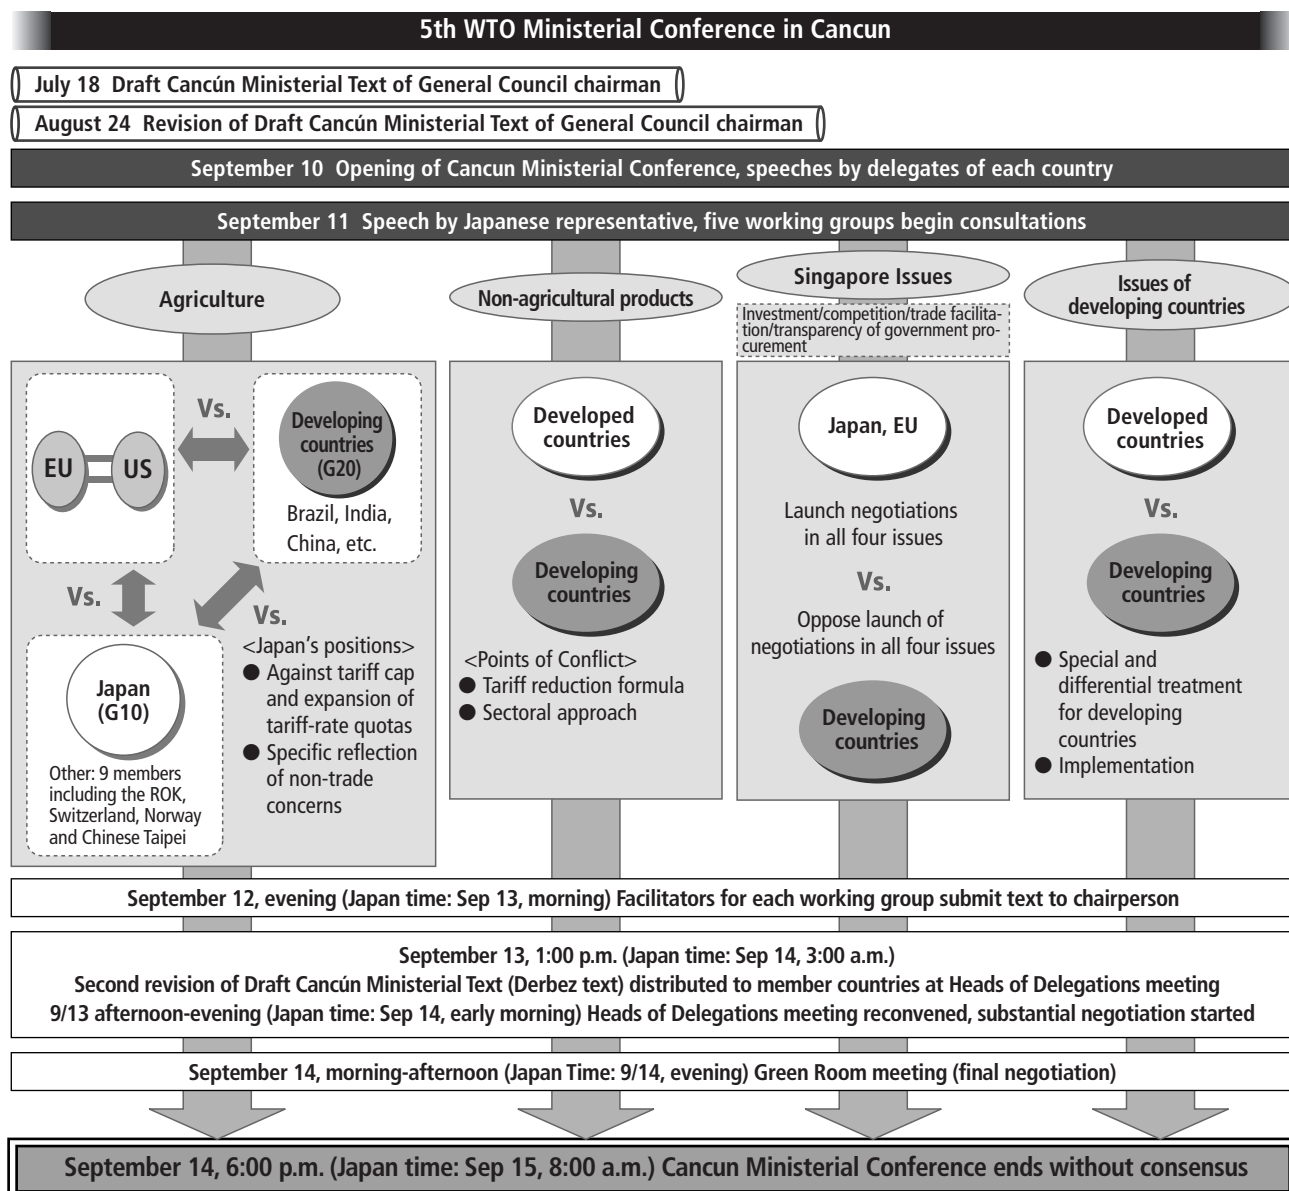 5th WTO Ministerial Conference in Cancun
July 18 Draft Cancún Ministerial Text of General Council chairman
August 24 Revision of Draft Cancún Ministerial Text of General Council chairman
September 10 Opening of Cancun Ministerial Conference, speeches by delegates of each country
September 11 Speech by Japanese representative, five working groups begin consultations
Agriculture
EU
US
Vs.
Developing
countries
(G20)
Brazil, India,
China, etc.
Vs.
Vs.
Japan
(G10)
Other: 9 members
including the ROK,
Switzerland, Norway
and Chinese Taipei
<Japan's positions>
● Against tariff cap
and expansion of
tariff-rate quotas
● Specific reflection
of non-trade
concerns
Non-agricultural products
Developed
countries
Vs.
Developing
countries
<Points of Conflict>
● Tariff reduction formula
● Sectoral approach
Singapore Issues
Investment/competition/trade facilita-
tion/transparency of government pro-
curement
Japan, EU
Launch negotiations
in all four issues
Vs.
Oppose launch of
negotiations in all four issues
Developing
countries
Issues of
developing countries
Developed
countries
Vs.
Developing
countries
● Special and
differential treatment
for developing
countries
● Implementation
September 12, evening (Japan time: Sep 13, morning) Facilitators for each working group submit text to chairperson
September 13, 1:00 p.m. (Japan time: Sep 14, 3:00 a.m.)
Second revision of Draft Cancún Ministerial Text (Derbez text) distributed to member countries at Heads of Delegations meeting
9/13 afternoon-evening (Japan time: Sep 14, early morning) Heads of Delegations meeting reconvened, substantial negotiation started
September 14, morning-afternoon (Japan Time: 9/14, evening) Green Room meeting (final negotiation)
September 14, 6:00 p.m. (Japan time: Sep 15, 8:00 a.m.) Cancun Ministerial Conference ends without consensus